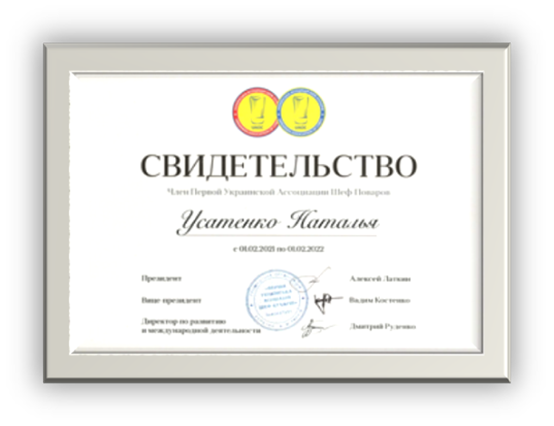 СВИДЕТЕЛЬСТВО
Член Первой Украинской Ассоциации Шеф Поваров
Усатенко Наталья
с 01.02.2021 по 01.02.2022
Президент Алексей Латкин
Вице президент Вадим Костенко
Директор по развитию
и международной деятельности Дмитрий Руденко